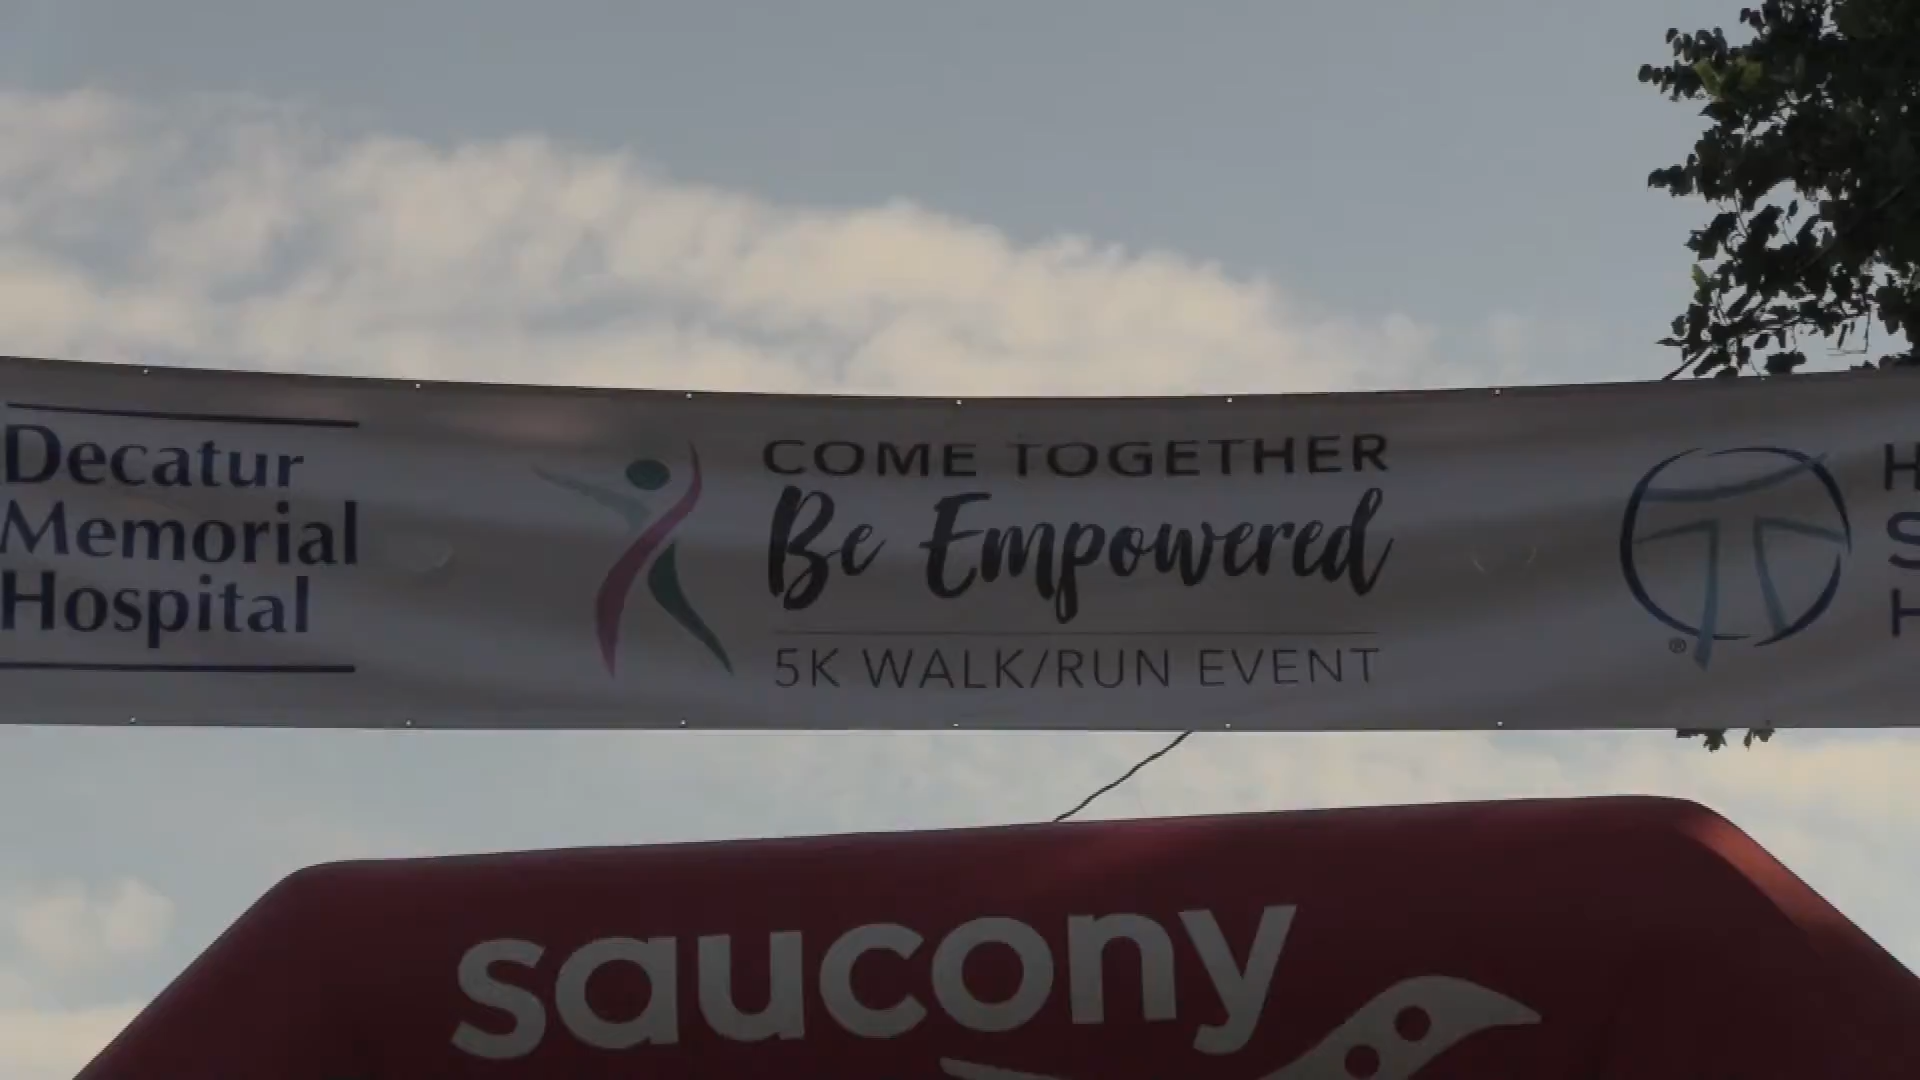 Decatur
Memorial
Hospital
COME TOGETHER
Be Empowered
5K WALK/RUN EVENT
®
H
S
H
saucony